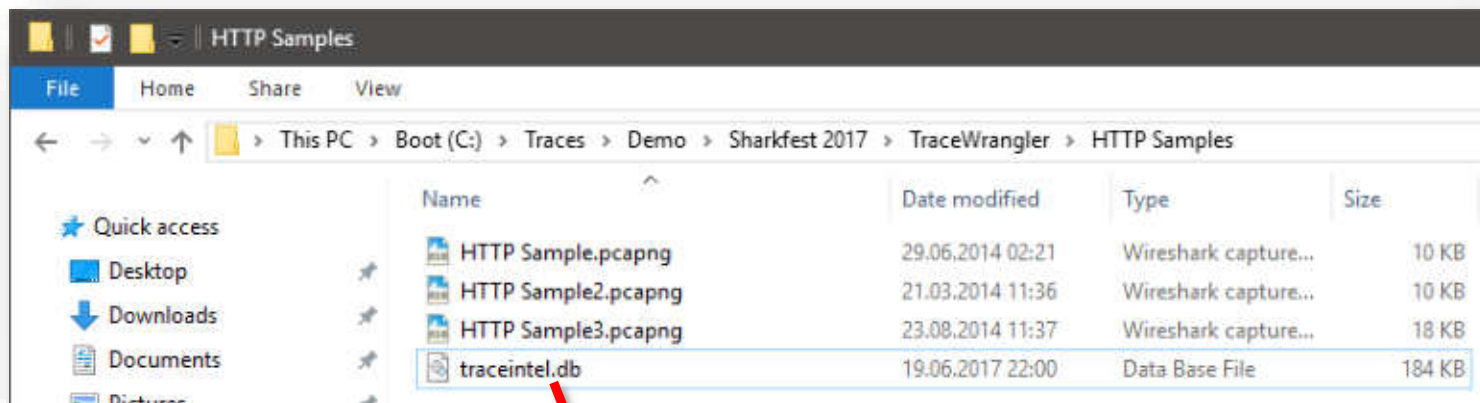 HTTP Samples
File Home Share View
This PC > Boot (C:) > Traces > Demo > Sharkfest 2017 > TraceWrangler > HTTP Samples
Name Date modified Type Size
Quick access
HTTP Sample.pcapng 29.06.2014 02:21 Wireshark capture... 10 KB
Desktop
HTTP Sample2.pcapng 21.03.2014 11:36 Wireshark capture... 10 KB
Downloads
HTTP Sample3.pcapng 23.08.2014 11:37 Wireshark capture... 18 KB
Documents
traceintel.db 19.06.2017 22:00 Data Base File 184 KB
Pictures